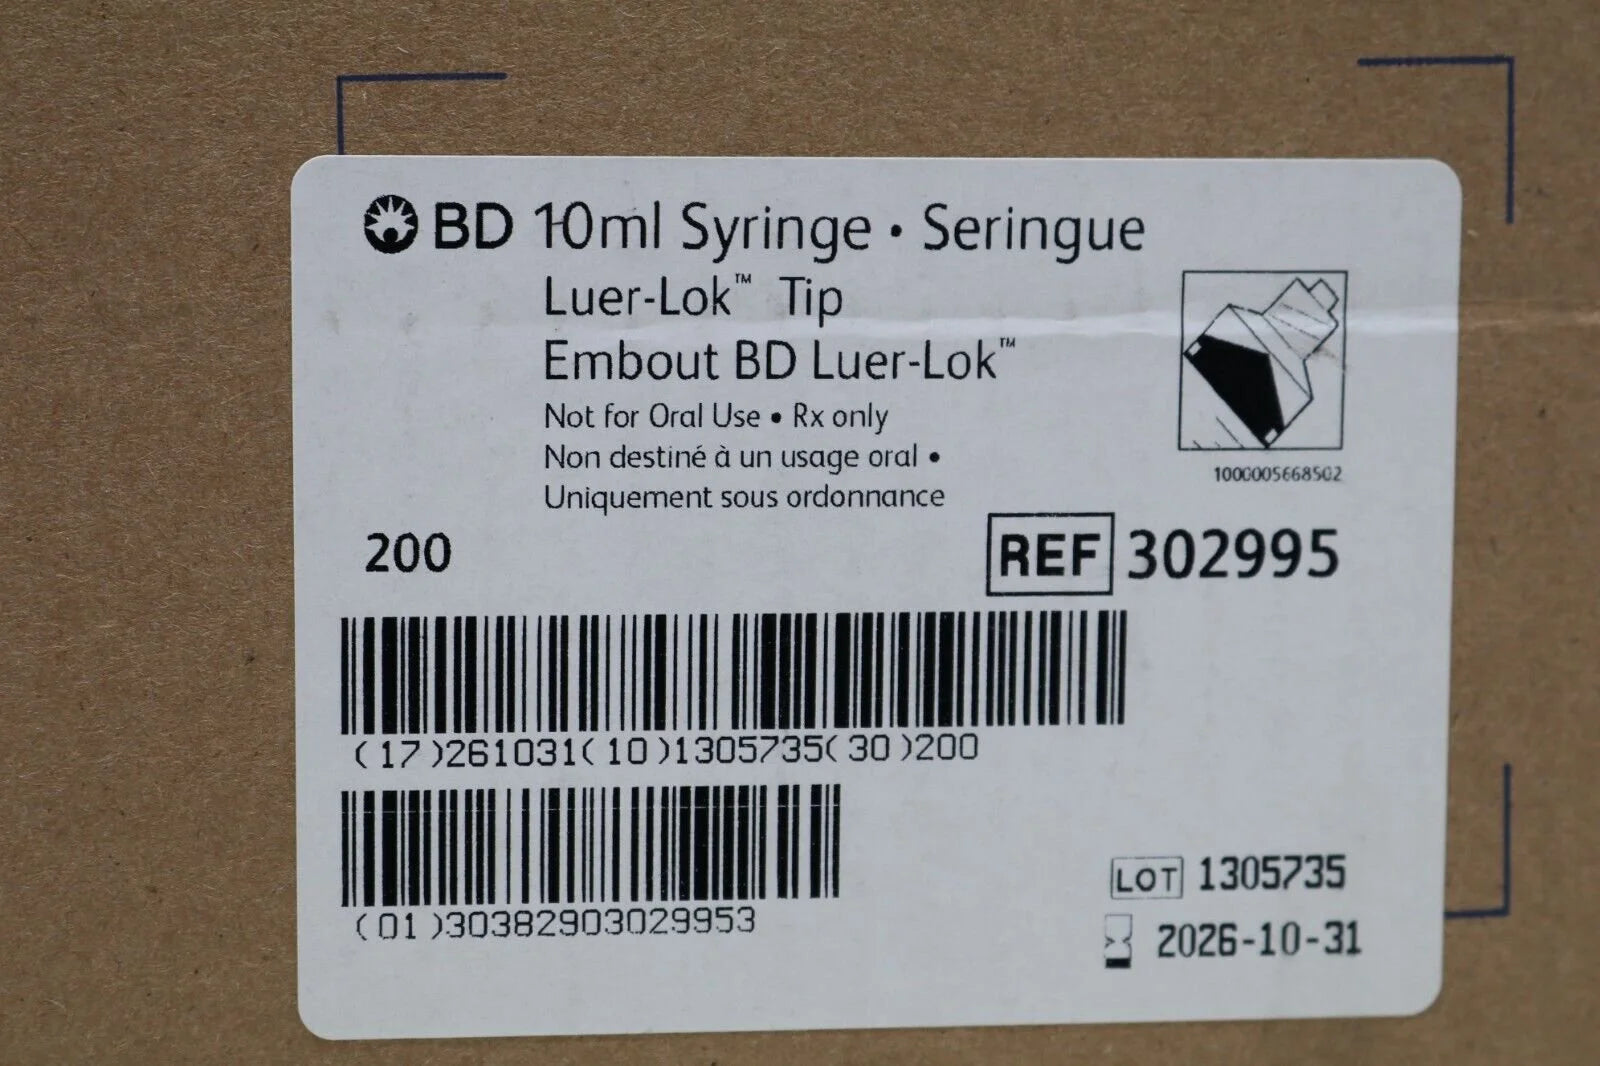 BD 10ml Syringe • Seringue
Luer-Lok™ Tip
Embout BD Luer-Lok™
Not for Oral Use • Rx only
Non destiné à un usage oral •
Uniquement sous ordonnance
1000005668502
200
REF 302995
(17)261031(10)1305735(30)200
(01)30382903029953
LOT 1305735
2026-10-31